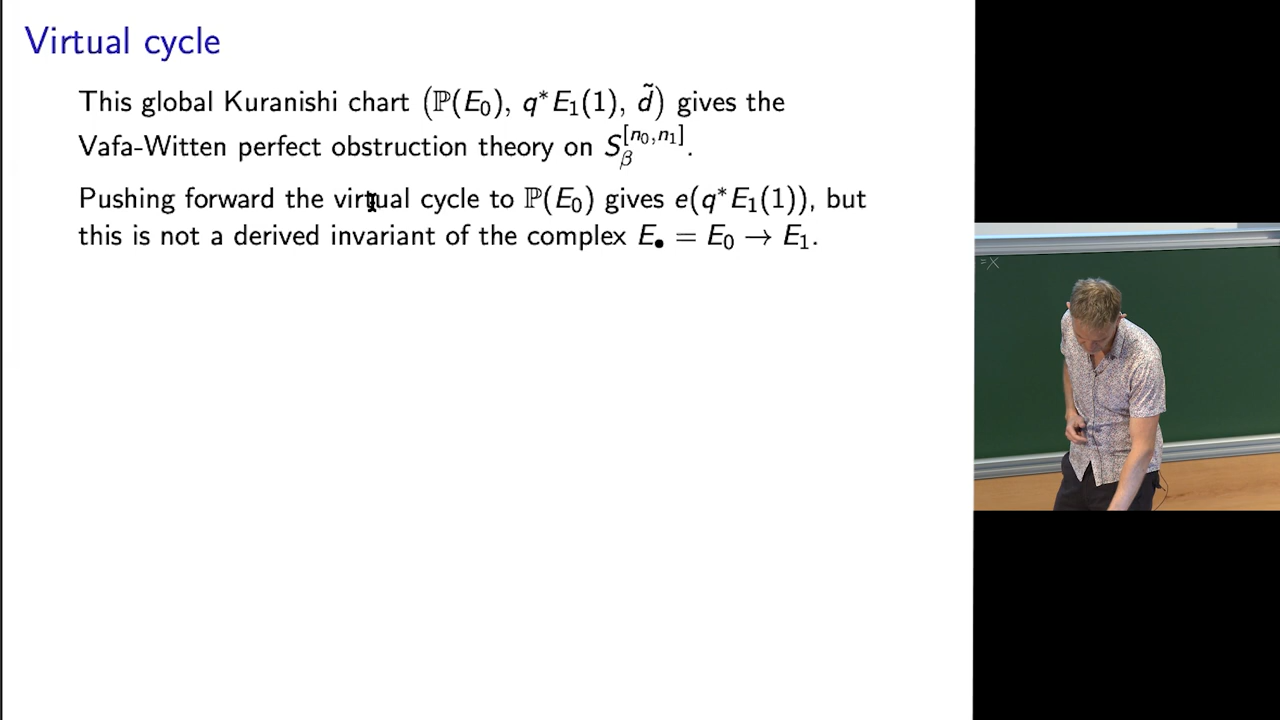 Virtual cycle
This global Kuranishi chart (ℙ(E₀), q*E₁(1), d̃) gives the
Vafa-Witten perfect obstruction theory on S_β^{[n₀,n₁]}.
Pushing forward the virtual cycle to ℙ(E₀) gives e(q*E₁(1)), but
this is not a derived invariant of the complex E_• = E₀ → E₁.
=X